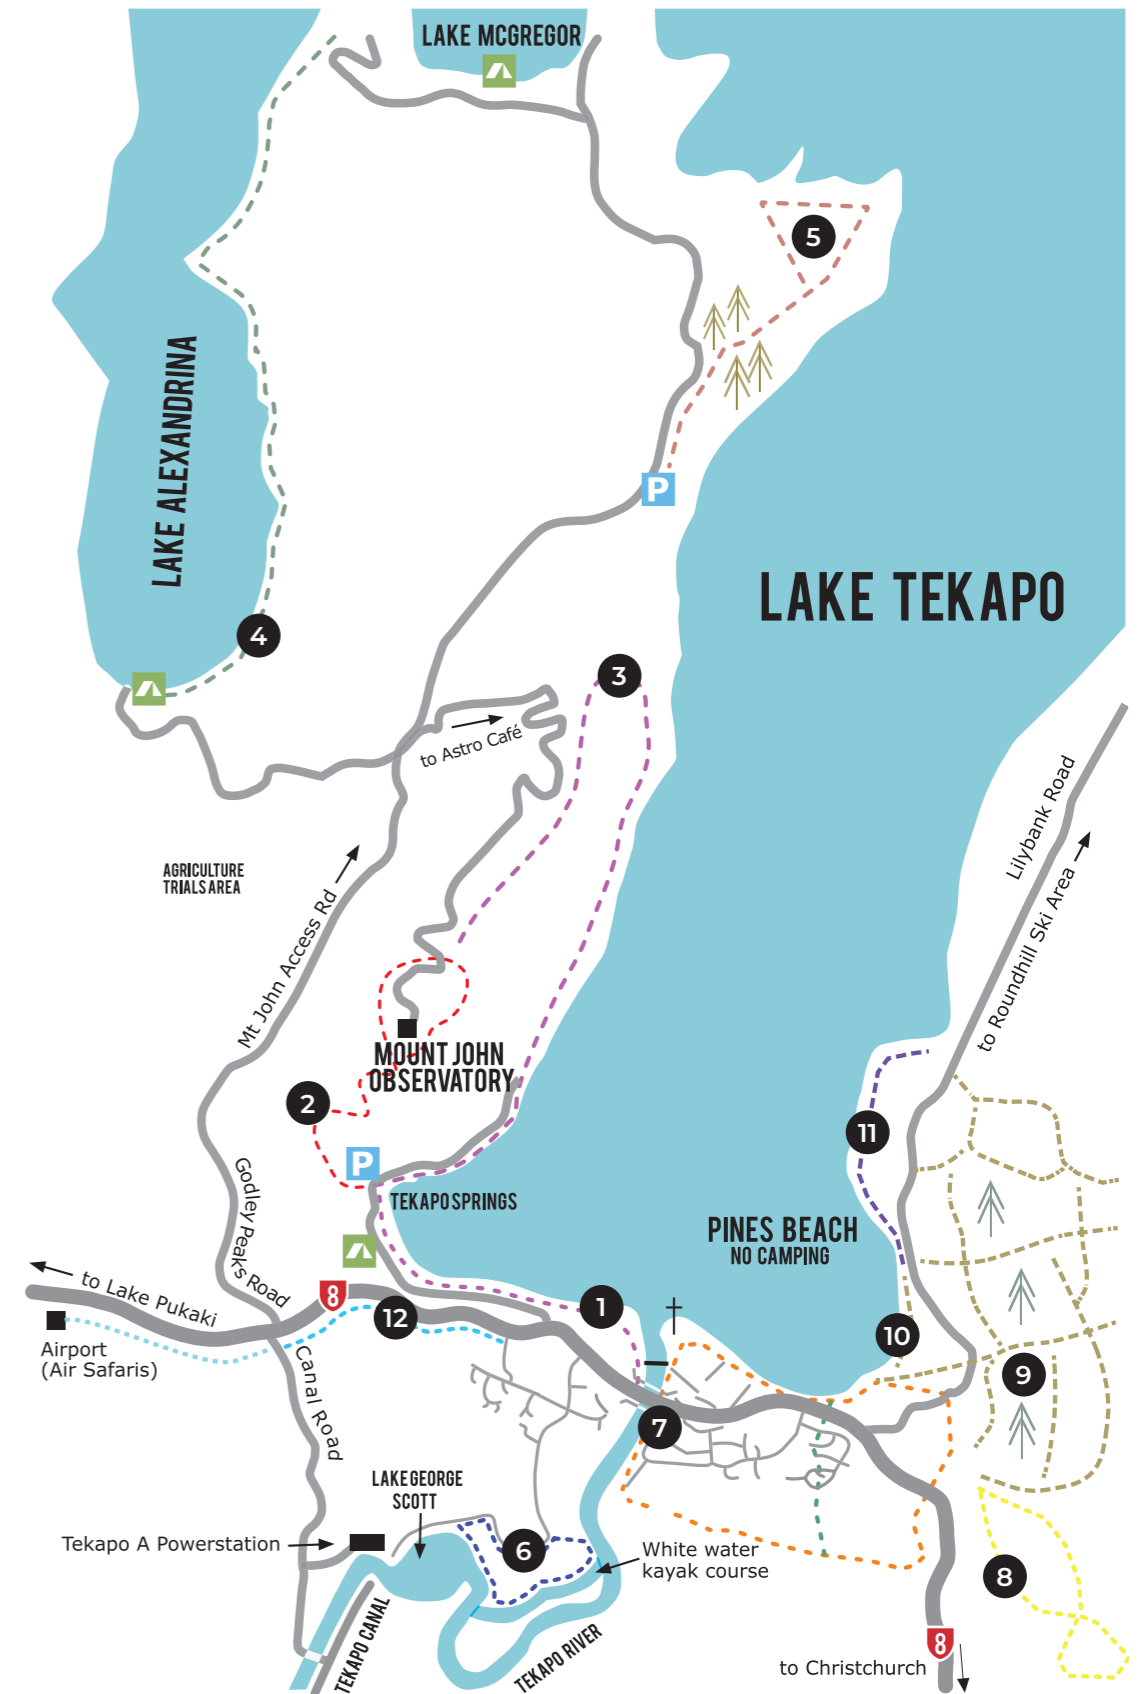 LAKE MCGREGOR
5
LAKE ALEXANDRINA
P
LAKE TEKAPO
4
3
to Astro Café
Lilybank Road
to Roundhill Ski Area
AGRICULTURE
TRIALS AREA
Mt John Access Rd
MOUNT JOHN
OBSERVATORY
2
11
P
Godley Peaks Road
TEKAPO SPRINGS
PINES BEACH
NO CAMPING
to Lake Pukaki
8
12
1
10
Airport
(Air Safaris)
Canal Road
9
7
LAKE GEORGE
SCOTT
Tekapo A Powerstation
6
White water
kayak course
8
TEKAPO CANAL
TEKAPO RIVER
8
to Christchurch